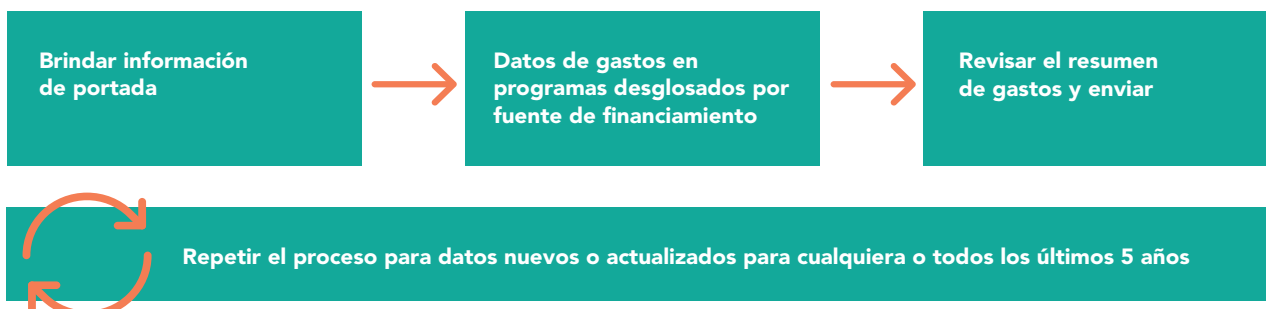 Brindar información
de portada
Datos de gastos en
programas desglosados por
fuente de financiamiento
Revisar el resumen
de gastos y enviar
Repetir el proceso para datos nuevos o actualizados para cualquiera o todos los últimos 5 años